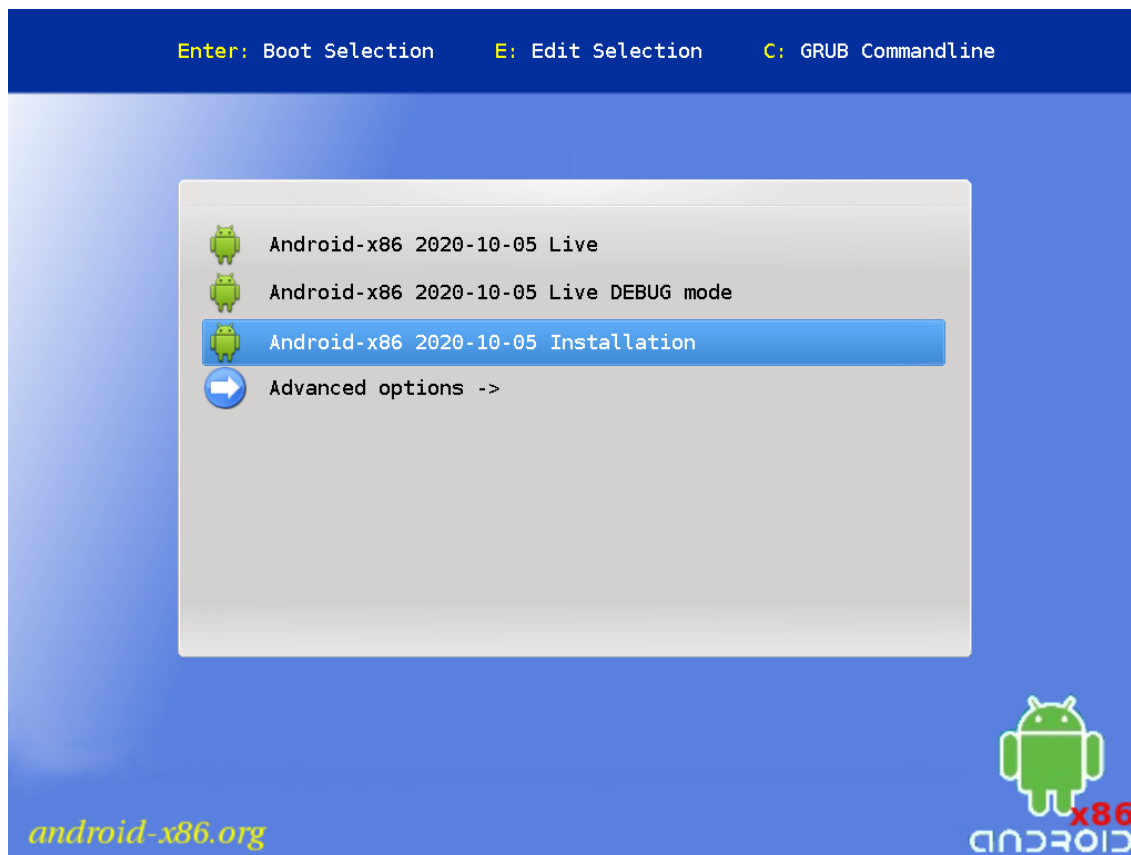 Enter: Boot Selection E: Edit Selection C: GRUB Commandline
Android-x86 2020-10-05 Live
Android-x86 2020-10-05 Live DEBUG mode
Android-x86 2020-10-05 Installation
Advanced options ->
x86
android-x86.org
ANDROID